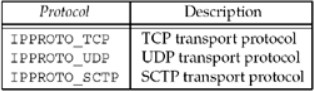 Protocol Description
IPPROTO_TCP TCP transport protocol
IPPROTO_UDP UDP transport protocol
IPPROTO_SCTP SCTP transport protocol